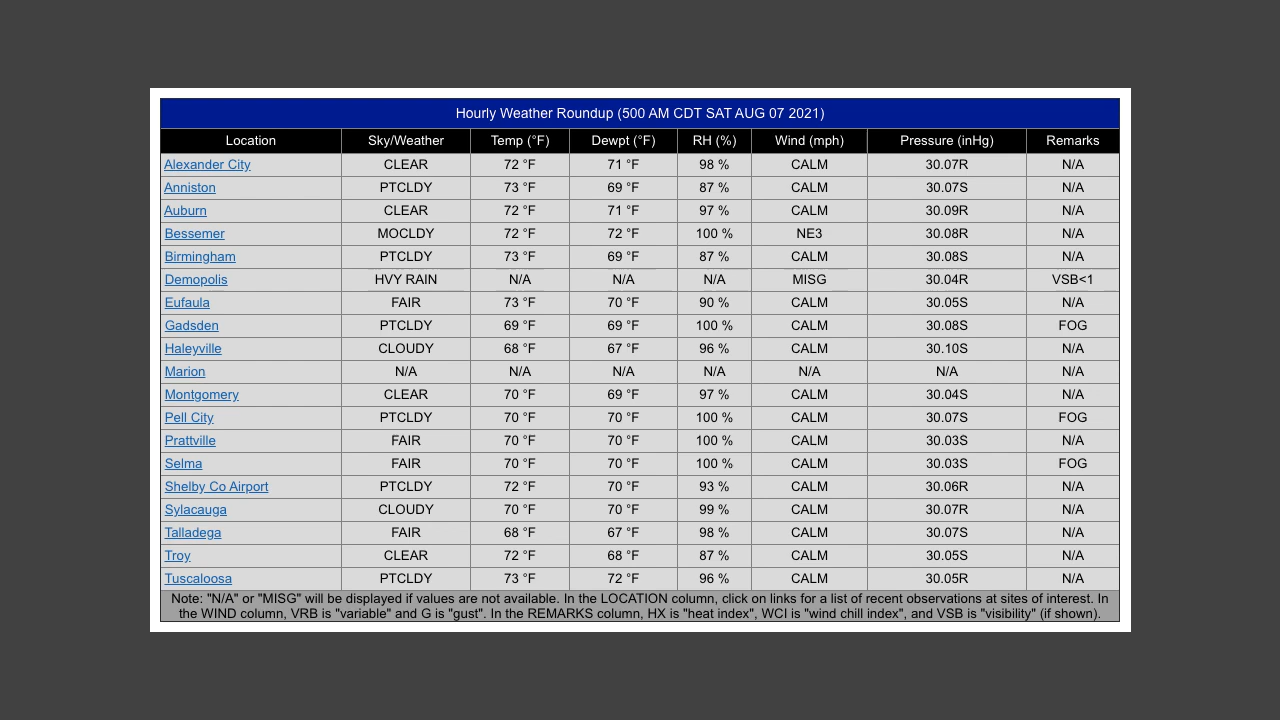 Hourly Weather Roundup (500 AM CDT SAT AUG 07 2021)
Location Sky/Weather Temp (°F) Dewpt (°F) RH (%) Wind (mph) Pressure (inHg) Remarks
Alexander City CLEAR 72 °F 71 °F 98 % CALM 30.07R N/A
Anniston PTCLDY 73 °F 69 °F 87 % CALM 30.07S N/A
Auburn CLEAR 72 °F 71 °F 97 % CALM 30.09R N/A
Bessemer MOCLDY 72 °F 72 °F 100 % NE3 30.08R N/A
Birmingham PTCLDY 73 °F 69 °F 87 % CALM 30.08S N/A
Demopolis HVY RAIN N/A N/A N/A MISG 30.04R VSB<1
Eufaula FAIR 73 °F 70 °F 90 % CALM 30.05S N/A
Gadsden PTCLDY 69 °F 69 °F 100 % CALM 30.08S FOG
Haleyville CLOUDY 68 °F 67 °F 96 % CALM 30.10S N/A
Marion N/A N/A N/A N/A N/A N/A N/A
Montgomery CLEAR 70 °F 69 °F 97 % CALM 30.04S N/A
Pell City PTCLDY 70 °F 70 °F 100 % CALM 30.07S FOG
Prattville FAIR 70 °F 70 °F 100 % CALM 30.03S N/A
Selma FAIR 70 °F 70 °F 100 % CALM 30.03S FOG
Shelby Co Airport PTCLDY 72 °F 70 °F 93 % CALM 30.06R N/A
Sylacauga CLOUDY 70 °F 70 °F 99 % CALM 30.07R N/A
Talladega FAIR 68 °F 67 °F 98 % CALM 30.07S N/A
Troy CLEAR 72 °F 68 °F 87 % CALM 30.05S N/A
Tuscaloosa PTCLDY 73 °F 72 °F 96 % CALM 30.05R N/A
Note: "N/A" or "MISG" will be displayed if values are not available. In the LOCATION column, click on links for a list of recent observations at sites of interest. In
the WIND column, VRB is "variable" and G is "gust". In the REMARKS column, HX is "heat index", WCI is "wind chill index", and VSB is "visibility" (if shown).